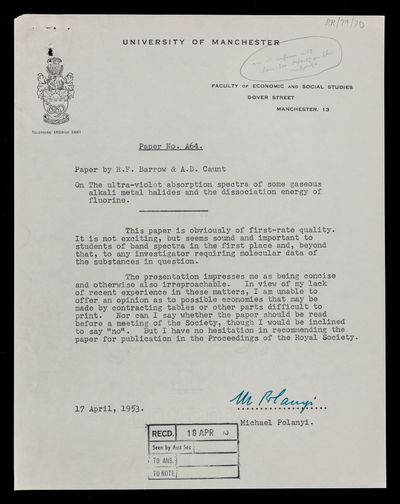 RR/79/70
UNIVERSITY OF MANCHESTER
FACULTY OF ECONOMIC AND SOCIAL STUDIES
DOVER STREET
MANCHESTER, 13
TELEPHONE ARDWICK 2681
Paper No. A64.
Paper by R.F. Barrow & A.D. Caunt
On The ultra-violet absorption spectra of some gaseous
alkali metal halides and the dissociation energy of
fluorine.
This paper is obviously of first-rate quality.
It is not exciting, but seems sound and important to
students of band spectra in the first place and, beyond
that, to any investigator requiring molecular data of
the substances in question.
The presentation impresses me as being concise
and otherwise also irreproachable. In view of my lack
of recent experience in these matters, I am unable to
offer an opinion as to possible economies that may be
made by contracting tables or other parts difficult to
print. Nor can I say whether the paper should be read
before a meeting of the Society, though I would be inclined
to say "no". But I have no hesitation in recommending the
paper for publication in the Proceedings of the Royal Society.
M Polanyi
17 April, 1953.
Michael Polanyi.
RECD. 18 APR
Seen by Asst Sec
TO ANS.
TO NOTE